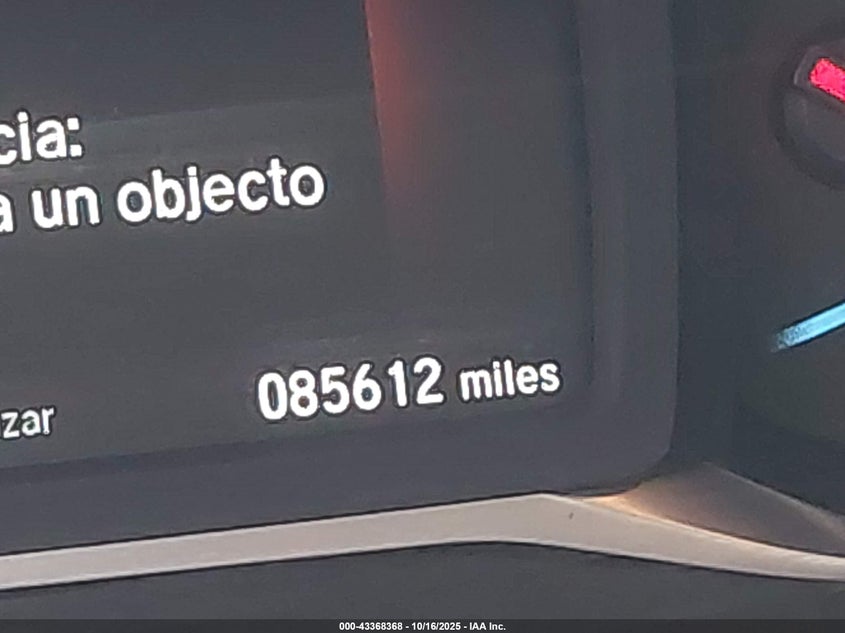 cia:
a un objecto
zar
085612 miles
000-43368368 - 10/16/2025 - IAA Inc.